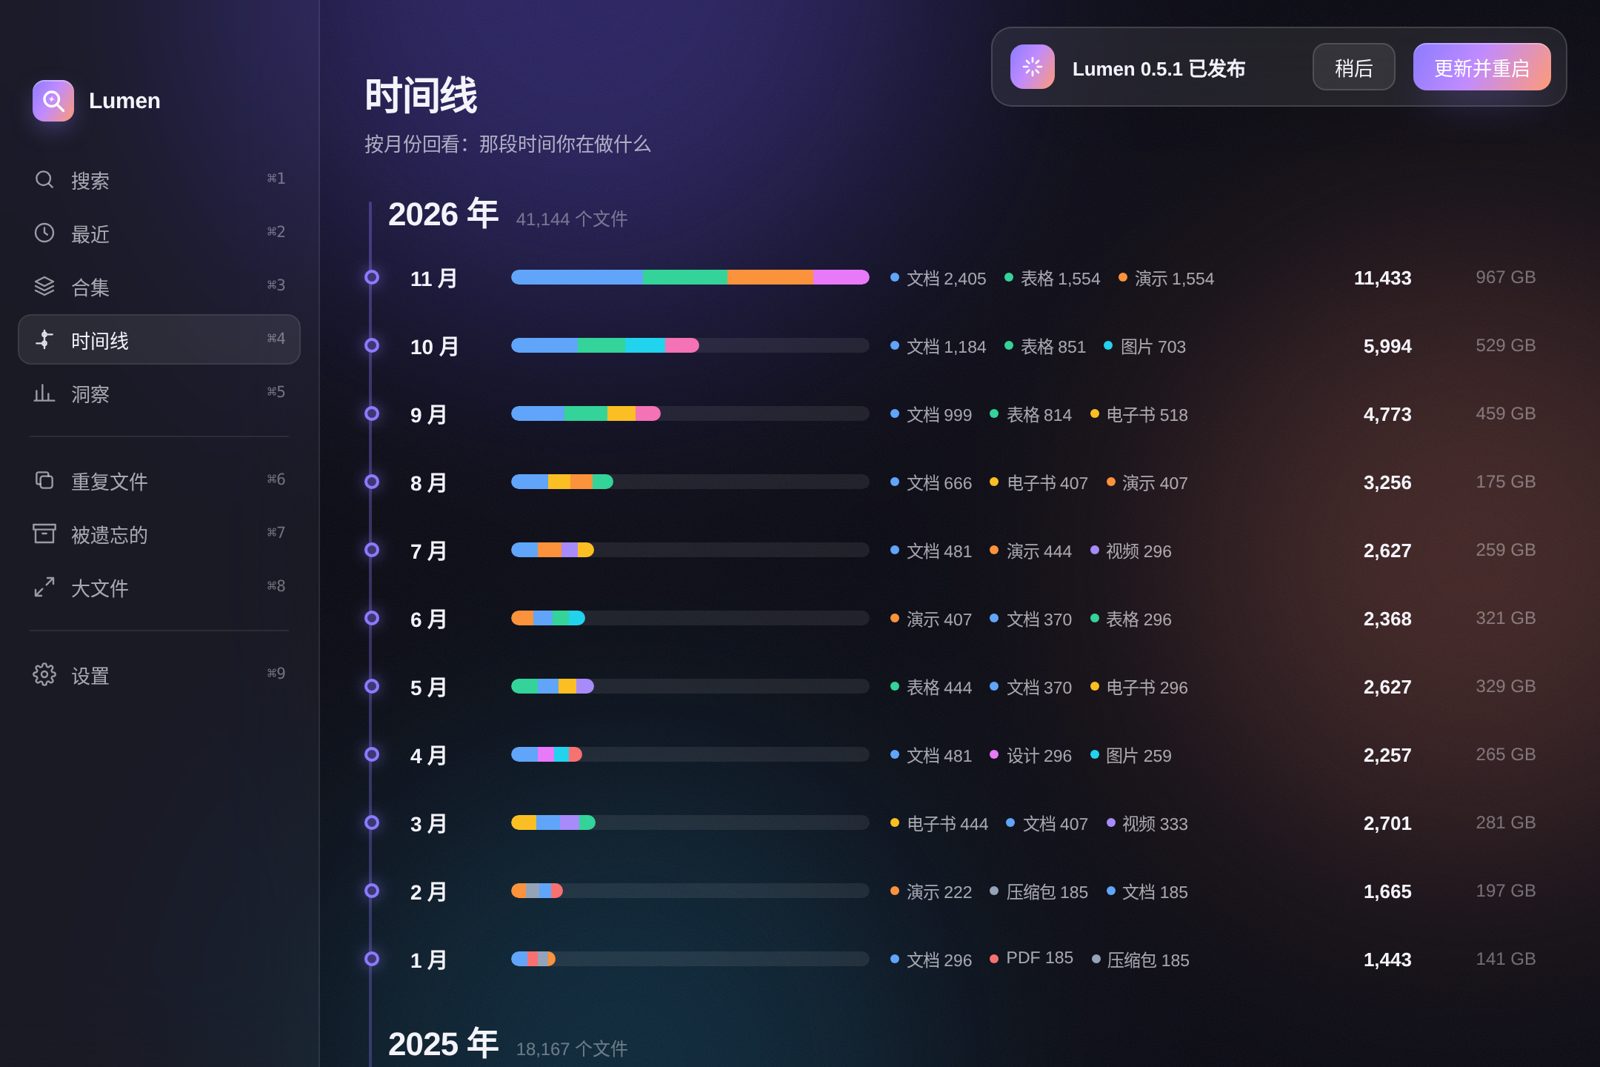 Lumen
搜索 ⌘1
最近 ⌘2
合集 ⌘3
时间线 ⌘4
洞察 ⌘5
重复文件 ⌘6
被遗忘的 ⌘7
大文件 ⌘8
设置 ⌘9
Lumen 0.5.1 已发布 稍后 更新并重启
时间线
按月份回看：那段时间你在做什么
2026 年 41,144 个文件
11 月 文档 2,405 表格 1,554 演示 1,554 11,433 967 GB
10 月 文档 1,184 表格 851 图片 703 5,994 529 GB
9 月 文档 999 表格 814 电子书 518 4,773 459 GB
8 月 文档 666 电子书 407 演示 407 3,256 175 GB
7 月 文档 481 演示 444 视频 296 2,627 259 GB
6 月 演示 407 文档 370 表格 296 2,368 321 GB
5 月 表格 444 文档 370 电子书 296 2,627 329 GB
4 月 文档 481 设计 296 图片 259 2,257 265 GB
3 月 电子书 444 文档 407 视频 333 2,701 281 GB
2 月 演示 222 压缩包 185 文档 185 1,665 197 GB
1 月 文档 296 PDF 185 压缩包 185 1,443 141 GB
2025 年 18,167 个文件